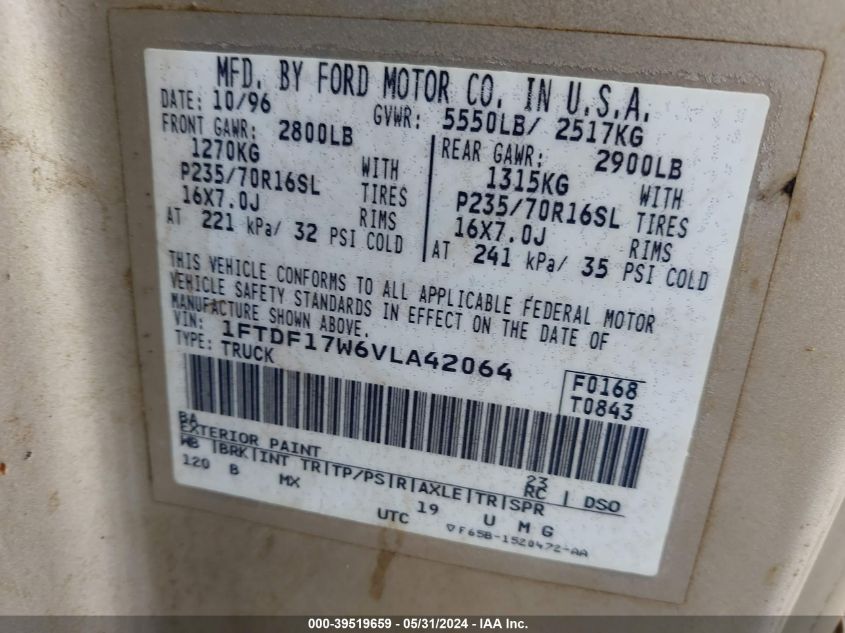 MFD. BY FORD MOTOR CO. IN U.S.A.
DATE: 10/96 GVWR: 5550LB/ 2517KG
FRONT GAWR: 2800LB REAR GAWR: 2900LB
1270KG WITH 1315KG WITH
P235/70R16SL TIRES P235/70R16SL TIRES
16X7.0J RIMS 16X7.0J RIMS
AT 221 kPa/ 32 PSI COLD AT 241 kPa/ 35 PSI COLD
THIS VEHICLE CONFORMS TO ALL APPLICABLE FEDERAL MOTOR
VEHICLE SAFETY STANDARDS IN EFFECT ON THE DATE OF
MANUFACTURE SHOWN ABOVE.
VIN: 1FTDF17W6VLA42064
TYPE: TRUCK
F0168
T0843
BA 23
EXTERIOR PAINT RC DSO
WB BRK INT TR TP/PS R AXLE TR SPR
120 B MX 19 U M G
UTC
▽F65B-1520472-AA
000-39519659 - 05/31/2024 - IAA Inc.